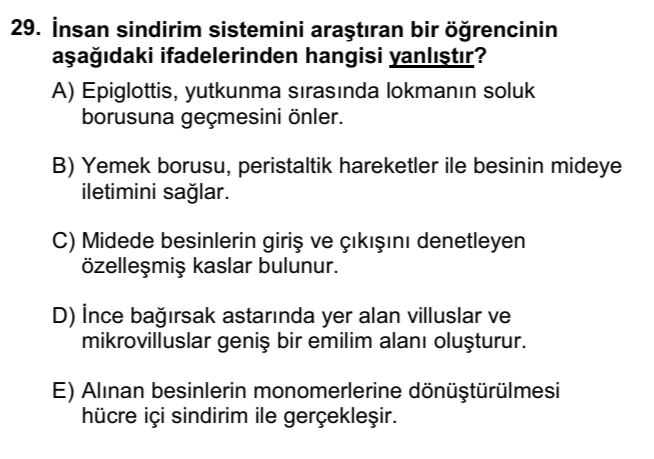 29. İnsan sindirim sistemini araştıran bir öğrencinin
aşağıdaki ifadelerinden hangisi yanlıştır?
A) Epiglottis, yutkunma sırasında lokmanın soluk
borusuna geçmesini önler.
B) Yemek borusu, peristaltik hareketler ile besinin mideye
iletimini sağlar.
C) Midede besinlerin giriş ve çıkışını denetleyen
özelleşmiş kaslar bulunur.
D) İnce bağırsak astarında yer alan villuslar ve
mikrovilluslar geniş bir emilim alanı oluşturur.
E) Alınan besinlerin monomerlerine dönüştürülmesi
hücre içi sindirim ile gerçekleşir.